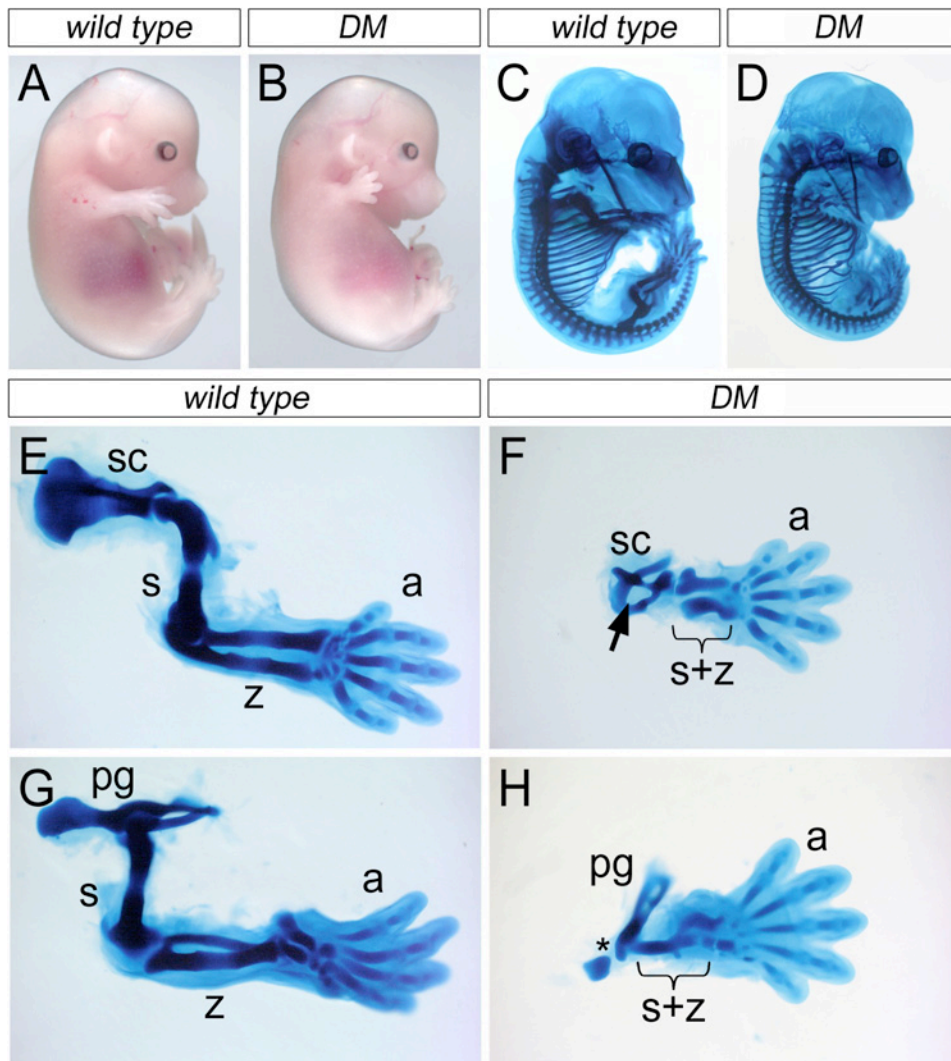 wild type DM wild type DM
A B C D
wild type DM
E sc s z a
F sc a s+z
G pg s z a
H pg a * s+z